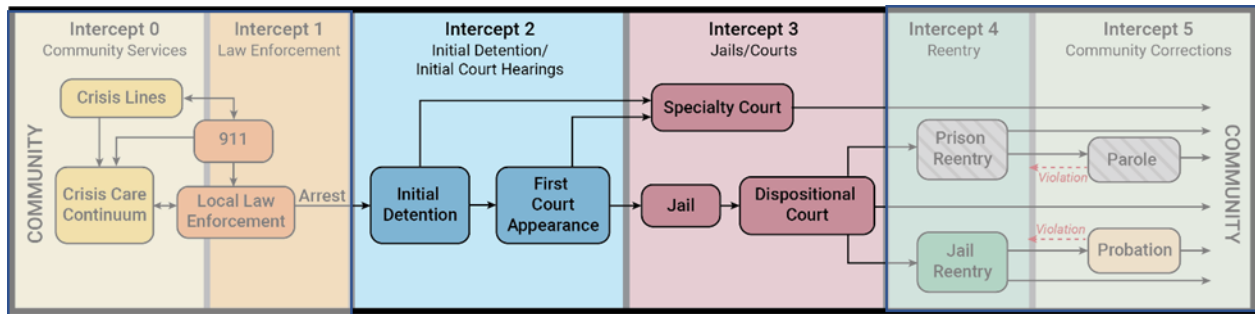 Intercept 0
Community Services
Intercept 1
Law Enforcement
Intercept 2
Initial Detention/
Initial Court Hearings
Intercept 3
Jails/Courts
Intercept 4
Reentry
Intercept 5
Community Corrections
COMMUNITY
Crisis Lines
911
Crisis Care
Continuum
Local Law
Enforcement
Arrest
Initial
Detention
First
Court
Appearance
Specialty Court
Jail
Dispositional
Court
Prison
Reentry
Parole
Violation
Jail
Reentry
Violation
Probation
COMMUNITY